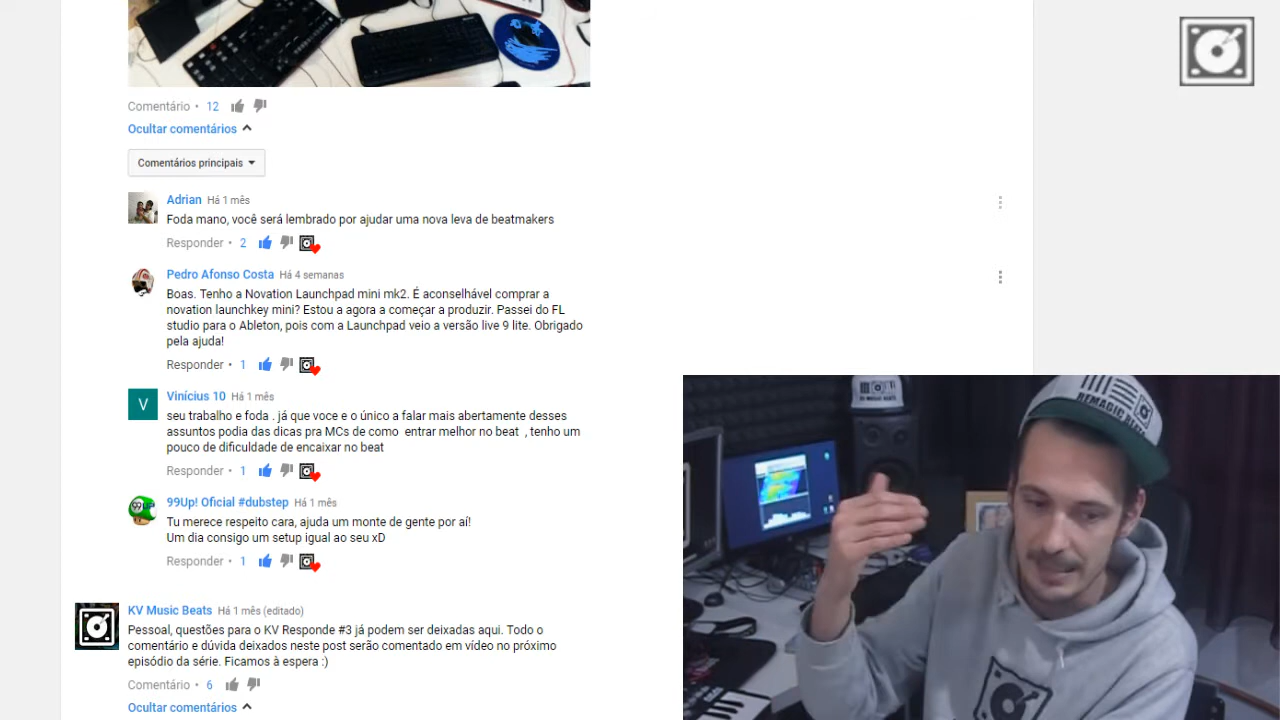 Comentário • 12
Ocultar comentários
Comentários principais
Adrian Há 1 mês
Foda mano, você será lembrado por ajudar uma nova leva de beatmakers
Responder • 2
Pedro Afonso Costa Há 4 semanas
Boas. Tenho a Novation Launchpad mini mk2. É aconselhável comprar a
novation launchkey mini? Estou a agora a começar a produzir. Passei do FL
studio para o Ableton, pois com a Launchpad veio a versão live 9 lite. Obrigado
pela ajuda!
Responder • 1
V
Vinícius 10 Há 1 mês
seu trabalho e foda . já que voce e o único a falar mais abertamente desses
assuntos podia das dicas pra MCs de como entrar melhor no beat , tenho um
pouco de dificuldade de encaixar no beat
Responder • 1
99Up! Oficial #dubstep Há 1 mês
Tu merece respeito cara, ajuda um monte de gente por aí!
Um dia consigo um setup igual ao seu xD
Responder • 1
KV Music Beats Há 1 mês (editado)
Pessoal, questões para o KV Responde #3 já podem ser deixadas aqui. Todo o
comentário e dúvida deixados neste post serão comentado em vídeo no próximo
episódio da série. Ficamos à espera :)
Comentário • 6
Ocultar comentários